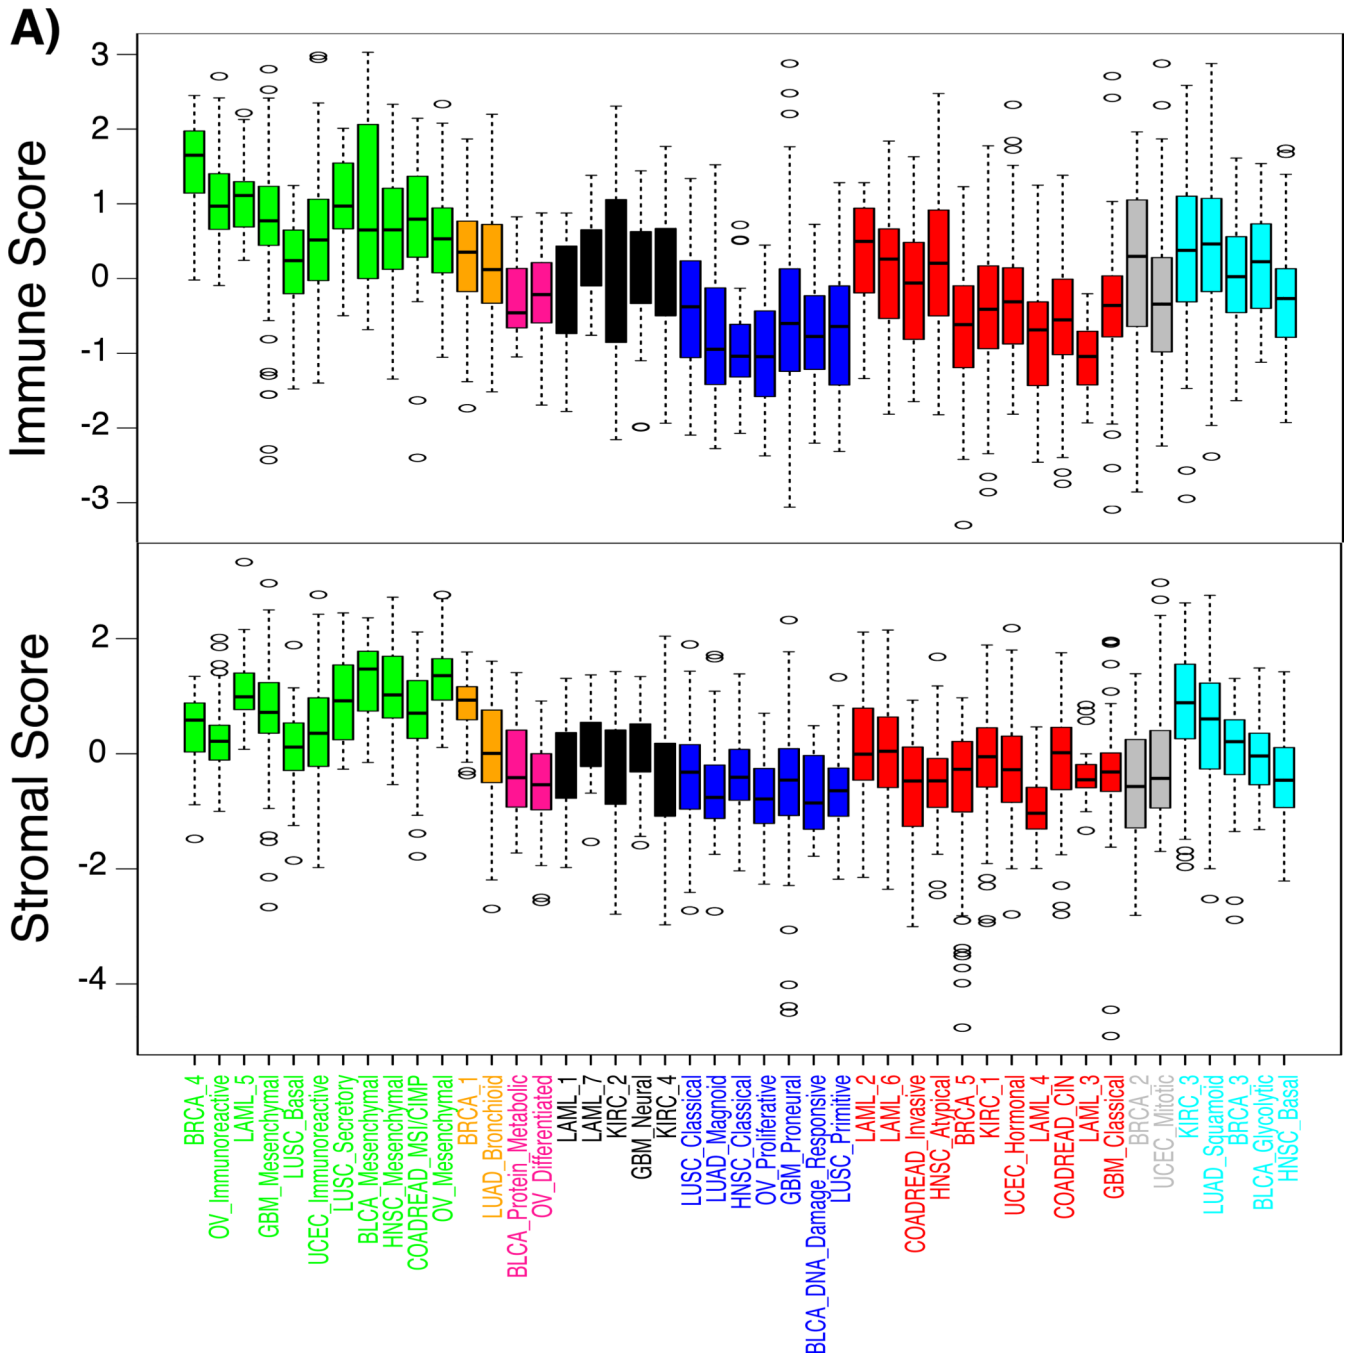 A)
Immune Score
3
2
1
0
-1
-2
-3
Stromal Score
2
0
-2
-4
BRCA_4
OV_Immunoreactive
LAML_5
GBM_Mesenchymal
LUSC_Basal
UCEC_Immunoreactive
LUSC_Secretory
BLCA_Mesenchymal
HNSC_Mesenchymal
COADREAD_MSI/CIMP
OV_Mesenchymal
BRCA_1
LUAD_Bronchioid
BLCA_Protein_Metabolic
OV_Differentiated
LAML_1
LAML_7
KIRC_2
GBM_Neural
KIRC_4
LUSC_Classical
LUAD_Magnoid
HNSC_Classical
OV_Proliferative
GBM_Proneural
BLCA_DNA_Damage_Responsive
LUSC_Primitive
LAML_2
LAML_6
COADREAD_Invasive
HNSC_Atypical
BRCA_5
KIRC_1
UCEC_Hormonal
LAML_4
COADREAD_CIN
LAML_3
GBM_Classical
BRCA_2
UCEC_Mitotic
KIRC_3
LUAD_Squamoid
BRCA_3
BLCA_Glycolytic
HNSC_Basal